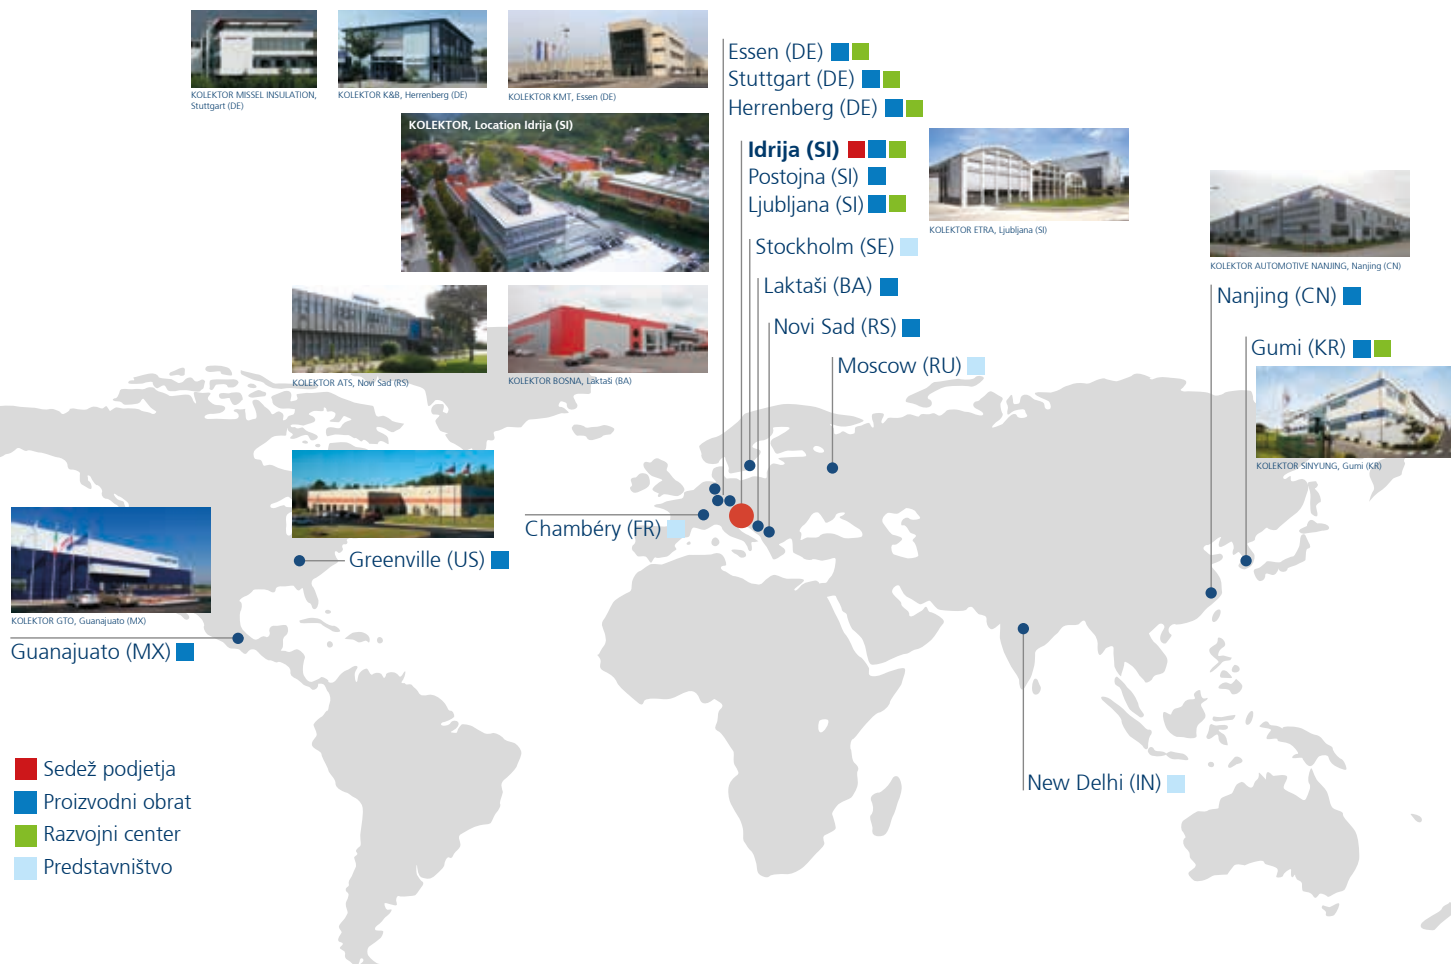 KOLEKTOR MISSEL INSULATION,
Stuttgart (DE)
KOLEKTOR K&B, Herrenberg (DE)
KOLEKTOR KMT, Essen (DE)
Essen (DE)
Stuttgart (DE)
Herrenberg (DE)
KOLEKTOR, Location Idrija (SI)
Idrija (SI)
Postojna (SI)
Ljubljana (SI)
KOLEKTOR ETRA, Ljubljana (SI)
Stockholm (SE)
KOLEKTOR AUTOMOTIVE NANJING, Nanjing (CN)
Laktaši (BA)
Nanjing (CN)
Novi Sad (RS)
Gumi (KR)
Moscow (RU)
KOLEKTOR ATS, Novi Sad (RS)
KOLEKTOR BOSNA, Laktaši (BA)
KOLEKTOR SINYUNG, Gumi (KR)
Chambéry (FR)
Greenville (US)
KOLEKTOR GTO, Guanajuato (MX)
Guanajuato (MX)
New Delhi (IN)
Sedež podjetja
Proizvodni obrat
Razvojni center
Predstavništvo